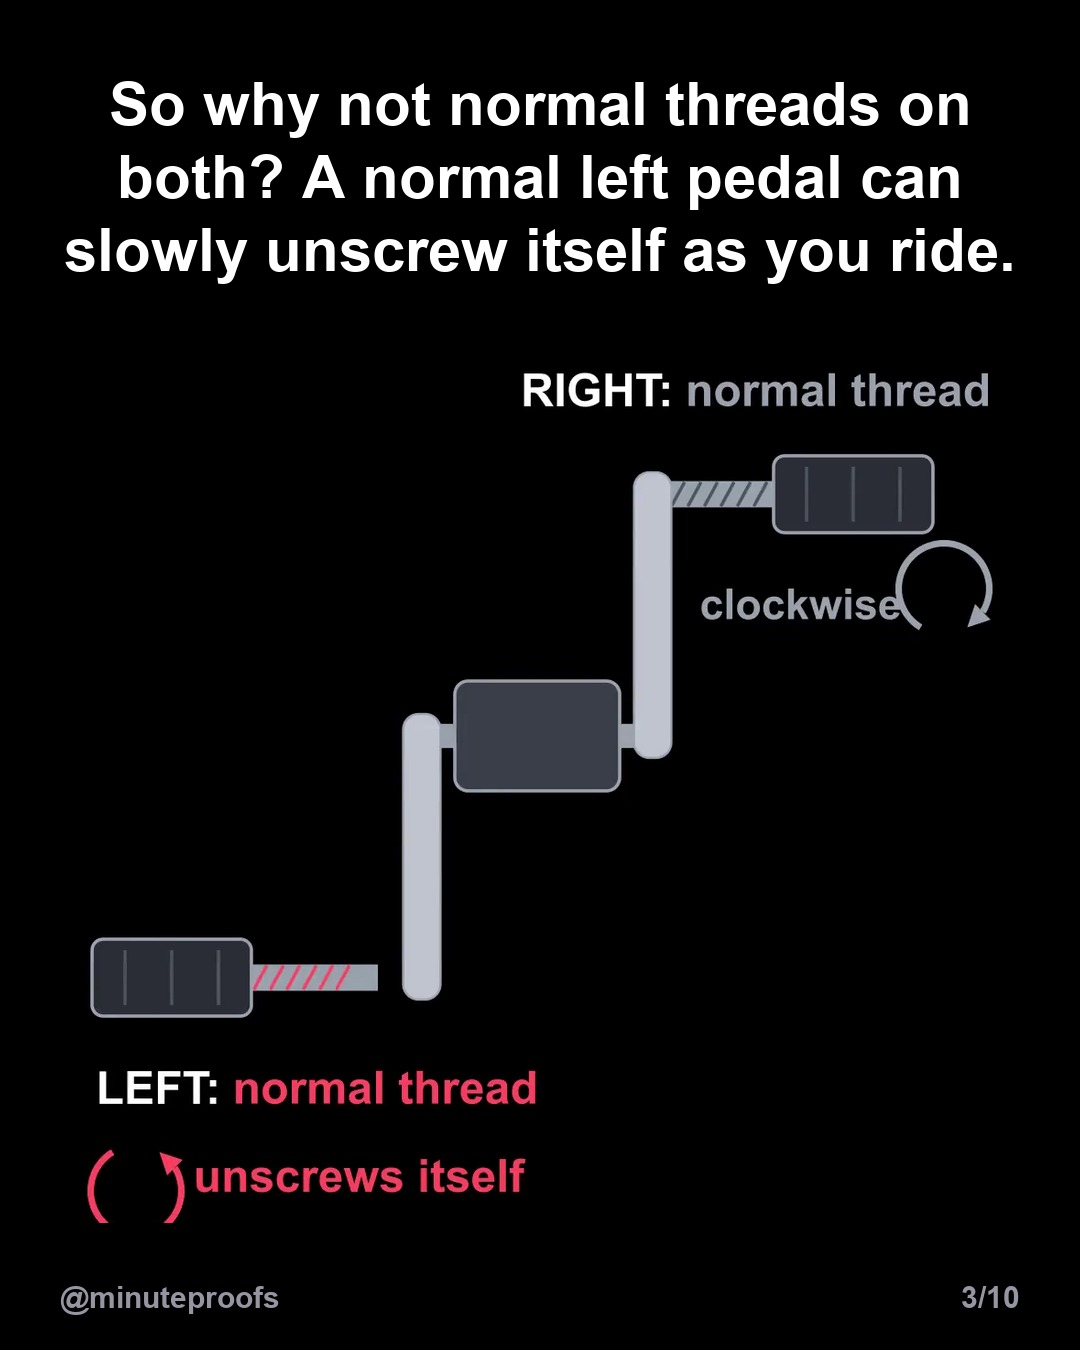 So why not normal threads on
both? A normal left pedal can
slowly unscrew itself as you ride.
RIGHT: normal thread
clockwise
LEFT: normal thread
unscrews itself
@minuteproofs
3/10